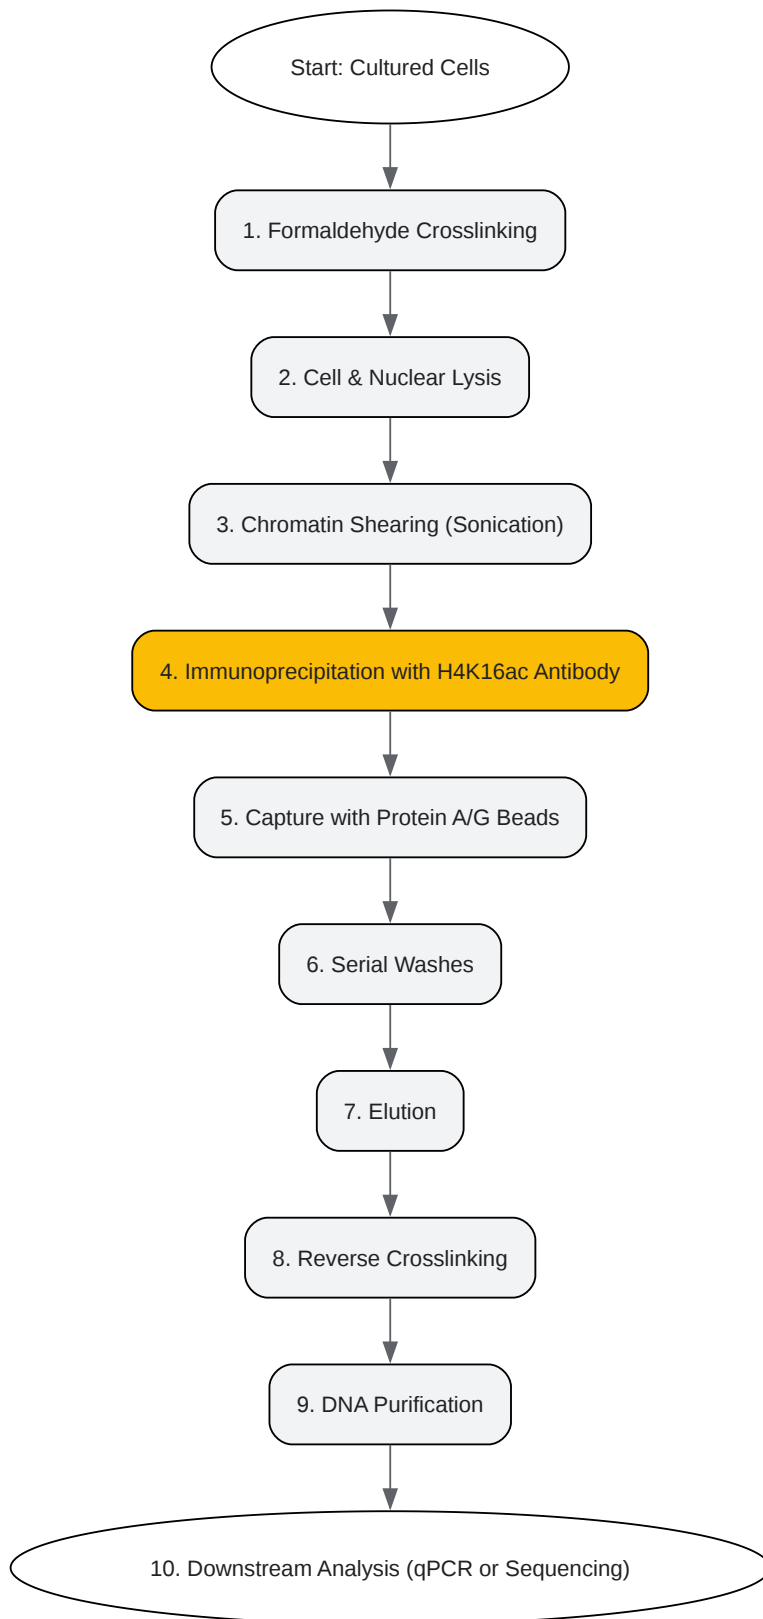 Start: Cultured Cells
1. Formaldehyde Crosslinking
2. Cell & Nuclear Lysis
3. Chromatin Shearing (Sonication)
4. Immunoprecipitation with H4K16ac Antibody
5. Capture with Protein A/G Beads
6. Serial Washes
7. Elution
8. Reverse Crosslinking
9. DNA Purification
10. Downstream Analysis (qPCR or Sequencing)